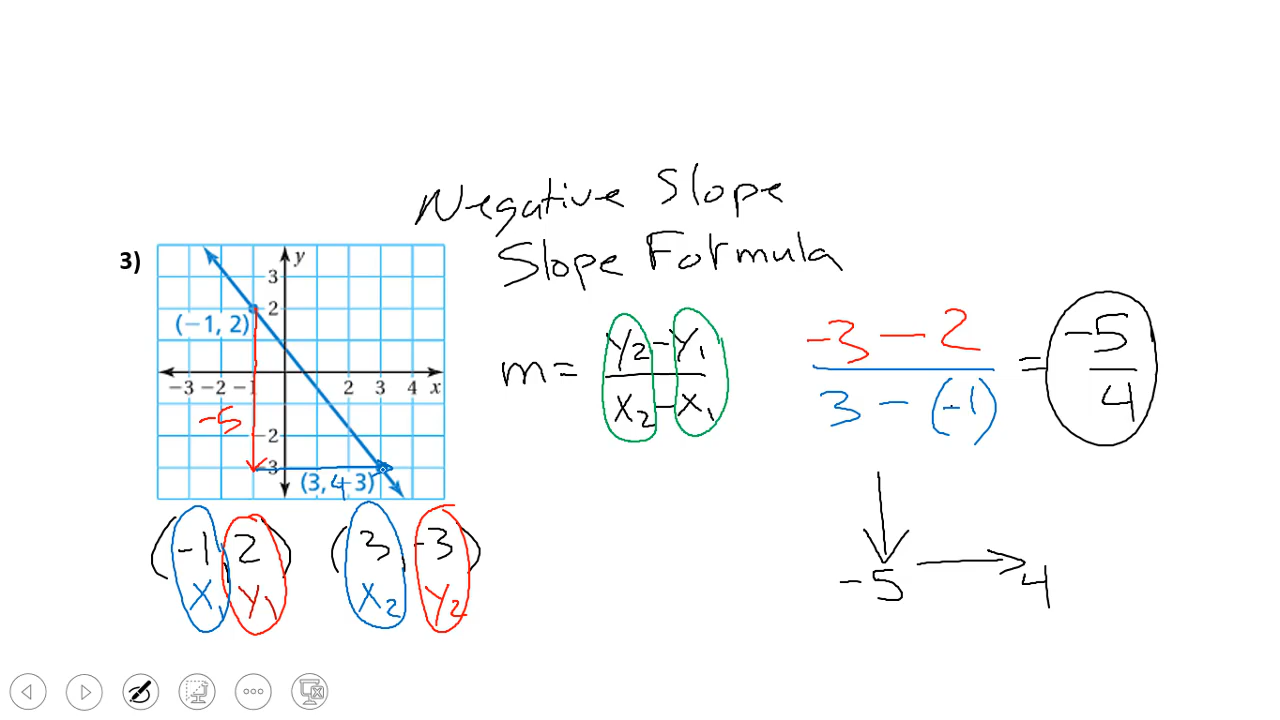 Negative Slope
Slope Formula
3)
y
3
2
(−1, 2)
−3 −2 −1 2 3 4 x
-5
−2
3
(3, 4-3)
m = Y2 - Y1 / X2 - X1
-3 - 2 / 3 - (-1) = -5 / 4
(-1 2) (3 -3)
X1 Y1 X2 Y2
-5 4